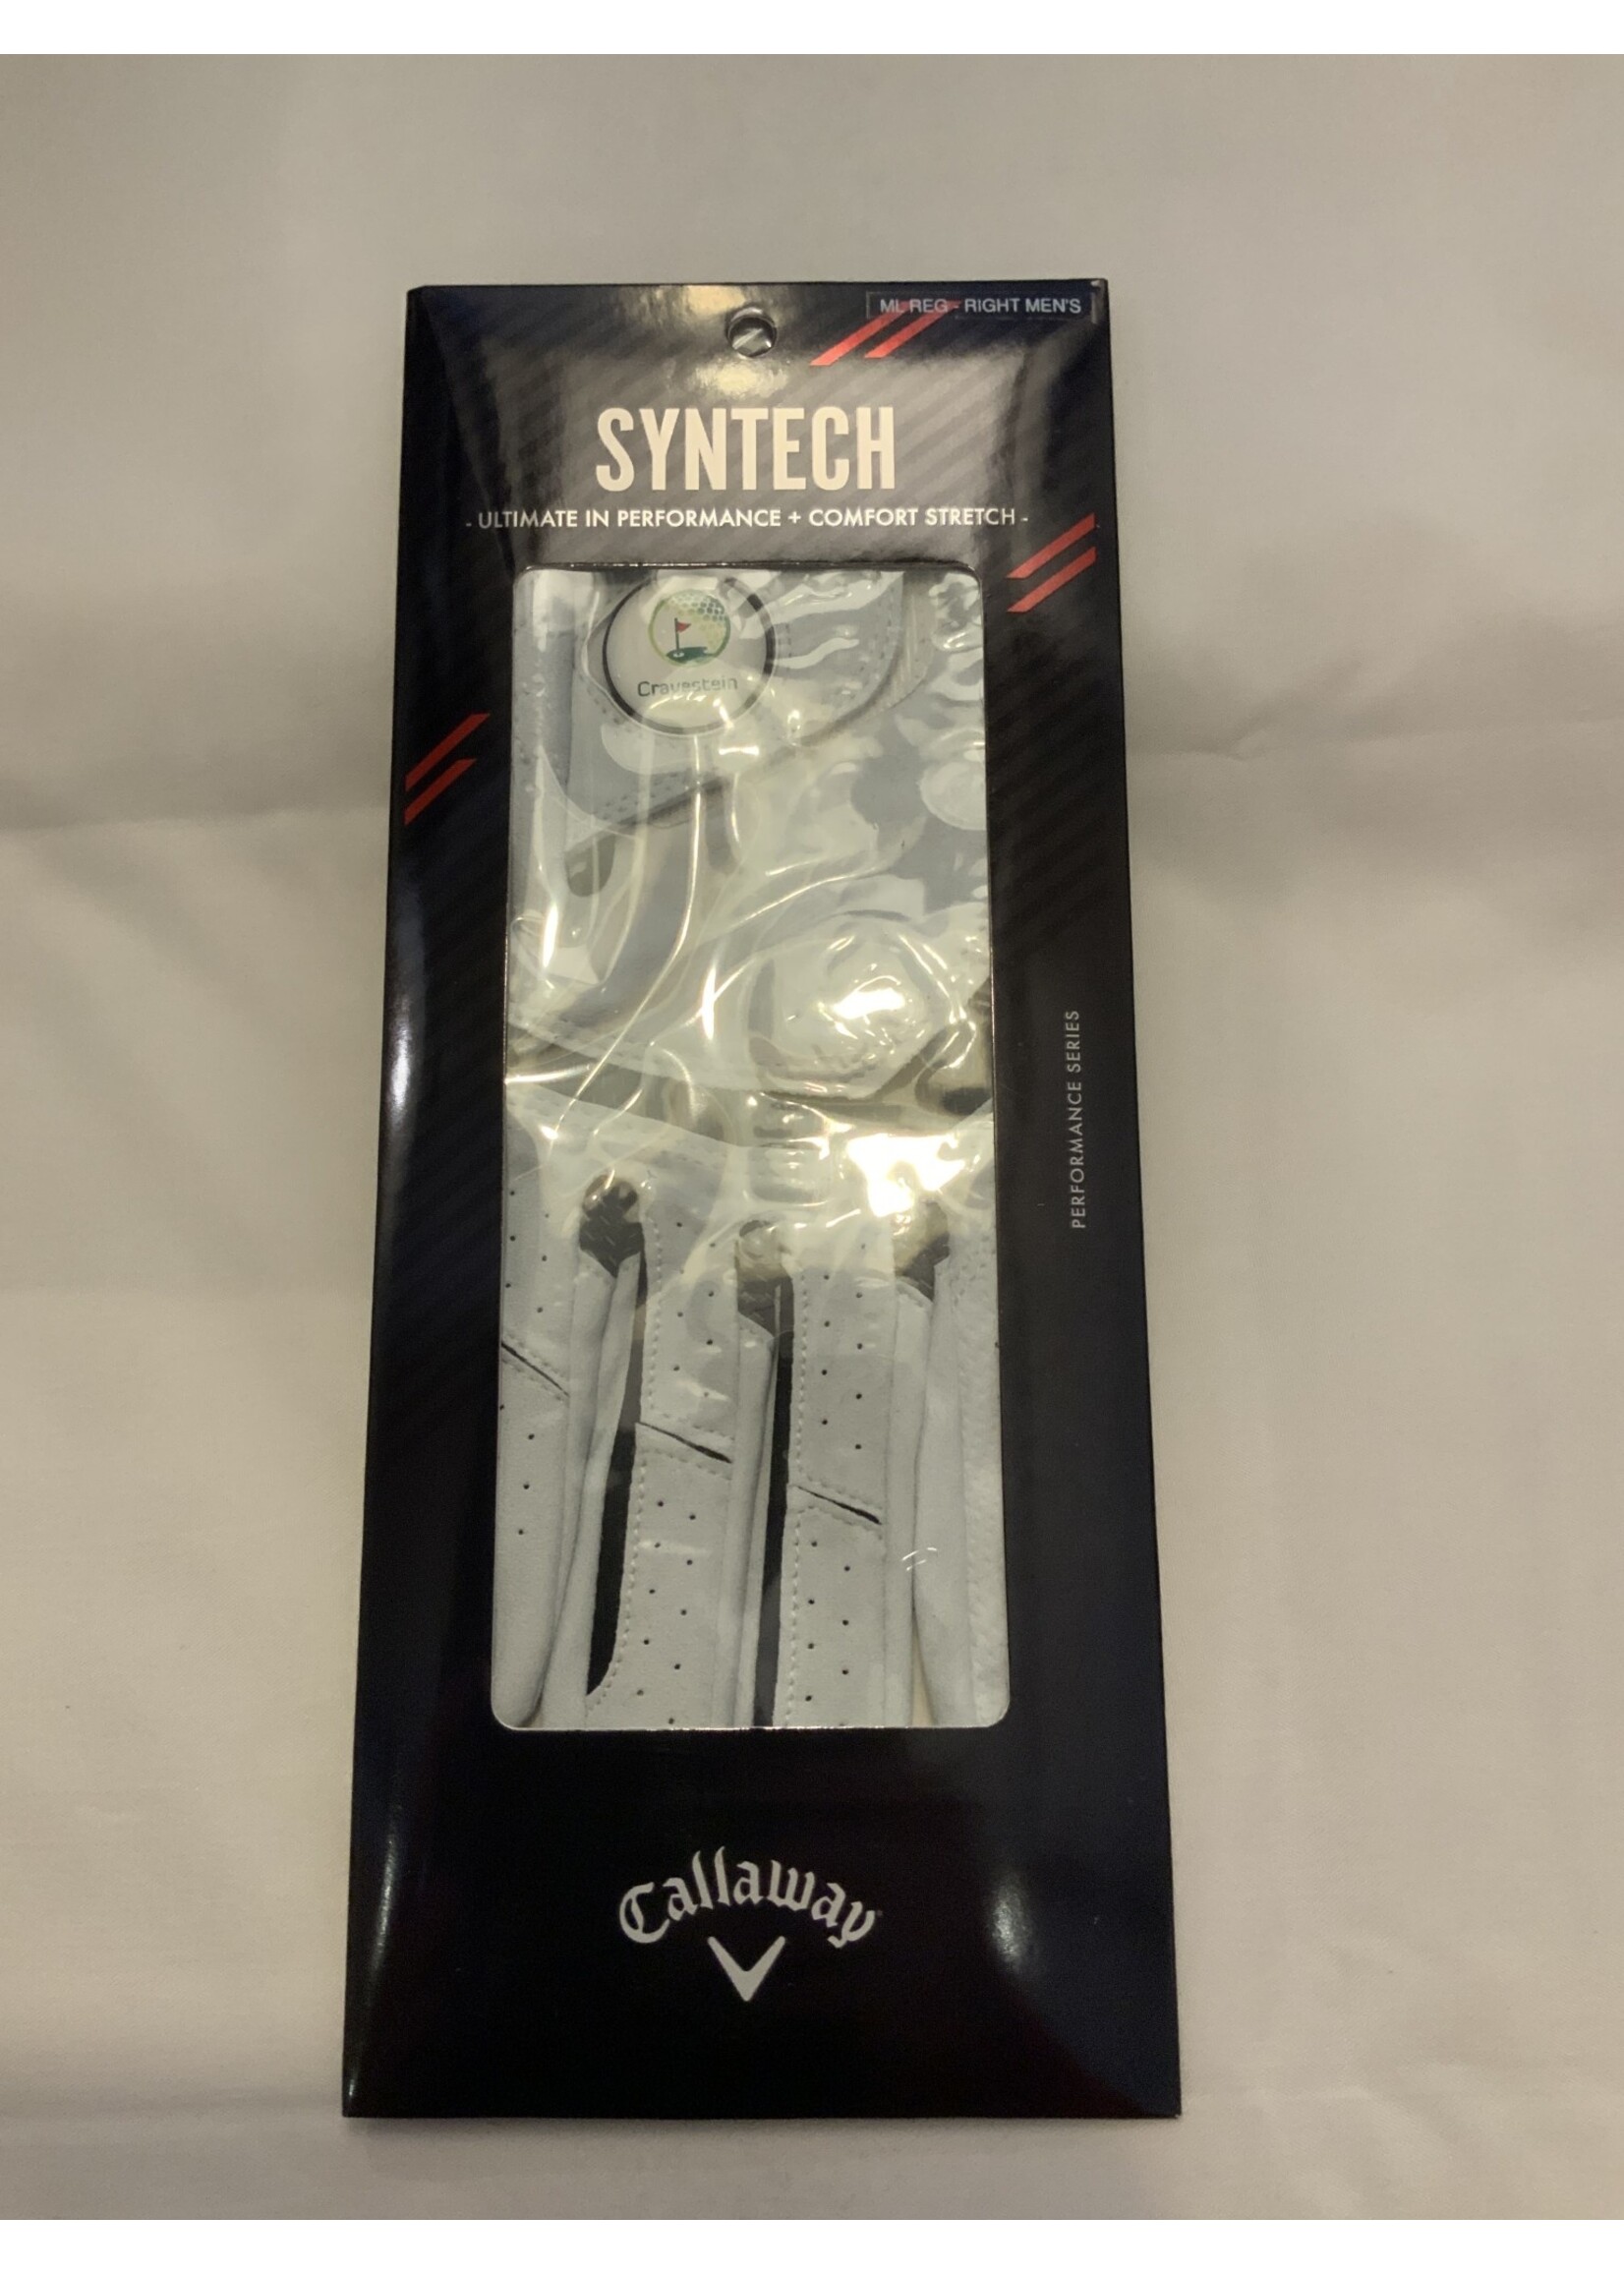 ML REG - RIGHT MEN'S
SYNTECH
- ULTIMATE IN PERFORMANCE + COMFORT STRETCH -
Cravestein
PERFORMANCE SERIES
Callaway